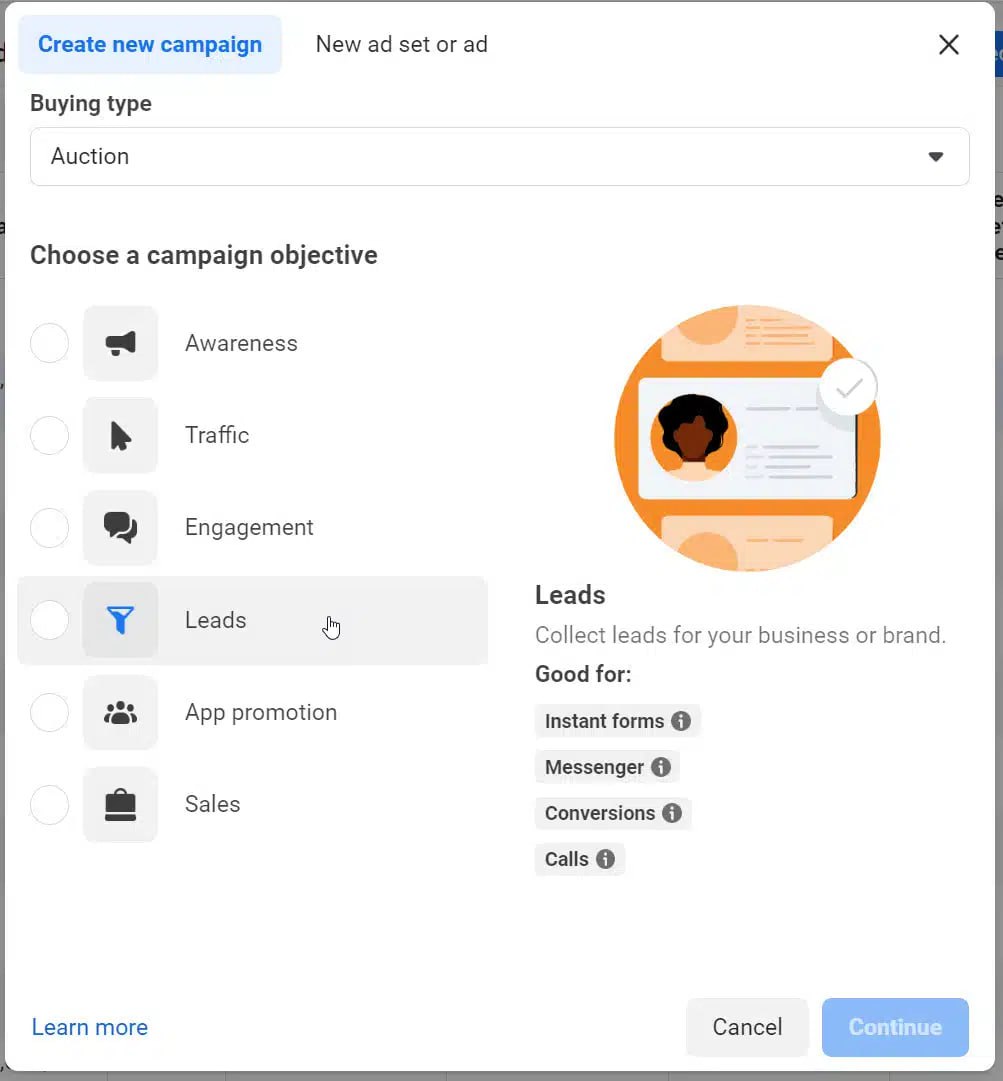 Create new campaign
New ad set or ad
Buying type
Auction
Choose a campaign objective
Awareness
Traffic
Engagement
Leads
App promotion
Sales
Leads
Collect leads for your business or brand.
Good for:
Instant forms
Messenger
Conversions
Calls
Learn more
Cancel
Continue